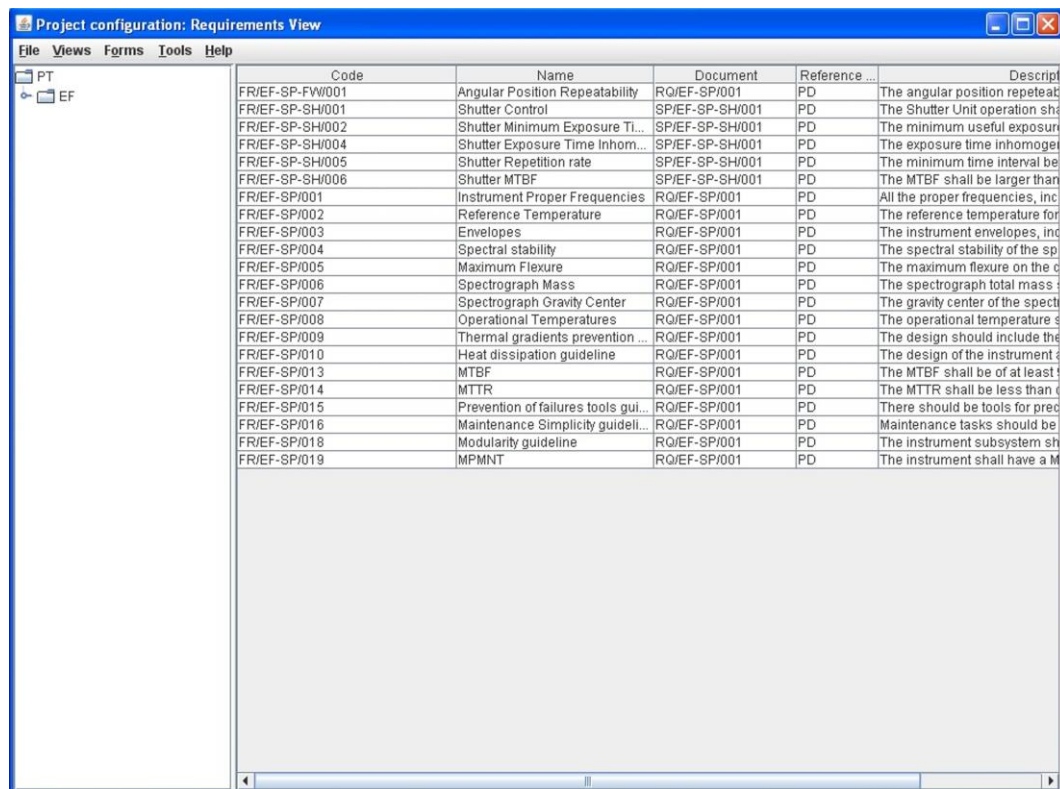 Project configuration: Requirements View
File Views Forms Tools Help
PT
EF
Code Name Document Reference ... Descript
FR/EF-SP-FW/001 Angular Position Repeatability RQ/EF-SP/001 PD The angular position repeteab
FR/EF-SP-SH/001 Shutter Control SP/EF-SP-SH/001 PD The Shutter Unit operation sha
FR/EF-SP-SH/002 Shutter Minimum Exposure Ti... SP/EF-SP-SH/001 PD The minimum useful exposur
FR/EF-SP-SH/004 Shutter Exposure Time Inhom... SP/EF-SP-SH/001 PD The exposure time inhomoger
FR/EF-SP-SH/005 Shutter Repetition rate SP/EF-SP-SH/001 PD The minimum time interval be
FR/EF-SP-SH/006 Shutter MTBF SP/EF-SP-SH/001 PD The MTBF shall be larger than
FR/EF-SP/001 Instrument Proper Frequencies RQ/EF-SP/001 PD All the proper frequencies, inc
FR/EF-SP/002 Reference Temperature RQ/EF-SP/001 PD The reference temperature for
FR/EF-SP/003 Envelopes RQ/EF-SP/001 PD The instrument envelopes, inc
FR/EF-SP/004 Spectral stability RQ/EF-SP/001 PD The spectral stability of the sp
FR/EF-SP/005 Maximum Flexure RQ/EF-SP/001 PD The maximum flexure on the
FR/EF-SP/006 Spectrograph Mass RQ/EF-SP/001 PD The spectrograph total mass
FR/EF-SP/007 Spectrograph Gravity Center RQ/EF-SP/001 PD The gravity center of the spect
FR/EF-SP/008 Operational Temperatures RQ/EF-SP/001 PD The operational temperature s
FR/EF-SP/009 Thermal gradients prevention ... RQ/EF-SP/001 PD The design should include the
FR/EF-SP/010 Heat dissipation guideline RQ/EF-SP/001 PD The design of the instrument
FR/EF-SP/013 MTBF RQ/EF-SP/001 PD The MTBF shall be of at least
FR/EF-SP/014 MTTR RQ/EF-SP/001 PD The MTTR shall be less than
FR/EF-SP/015 Prevention of failures tools gui... RQ/EF-SP/001 PD There should be tools for prec
FR/EF-SP/016 Maintenance Simplicity guideli... RQ/EF-SP/001 PD Maintenance tasks should be
FR/EF-SP/018 Modularity guideline RQ/EF-SP/001 PD The instrument subsystem sh
FR/EF-SP/019 MPMNT RQ/EF-SP/001 PD The instrument shall have a M